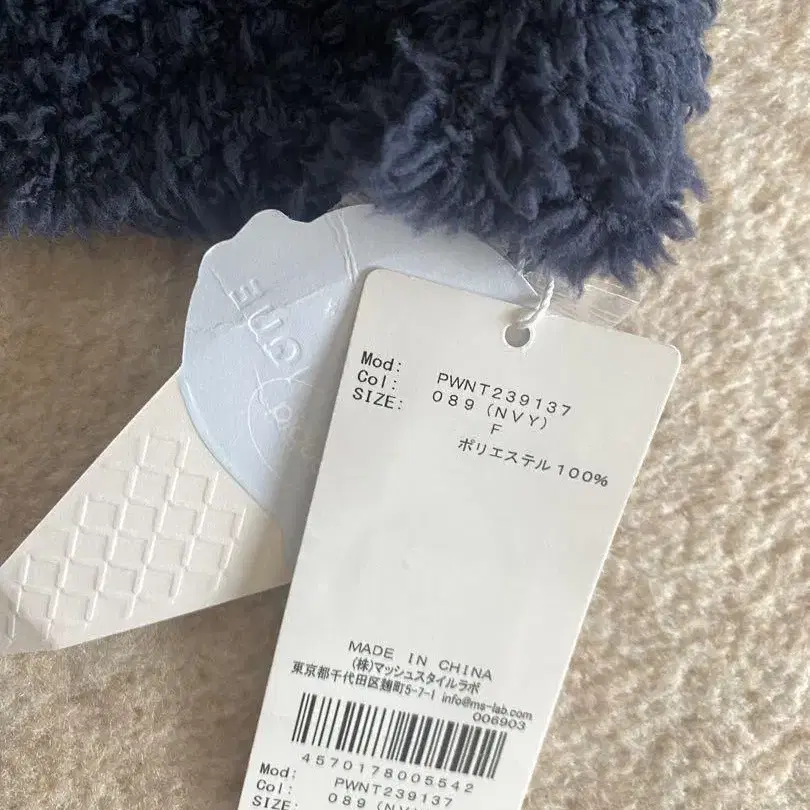 Mod: PWNT239137
Col: 089 (NVY)
SIZE: F
ポリエステル100%
MADE IN CHINA
(株)マッシュスタイルラボ
東京都千代田区麹町5-7-1 info@ms-lab.com
006903
4570178005542
Mod: PWNT239137
Col: 089 (NVY
SIZE: